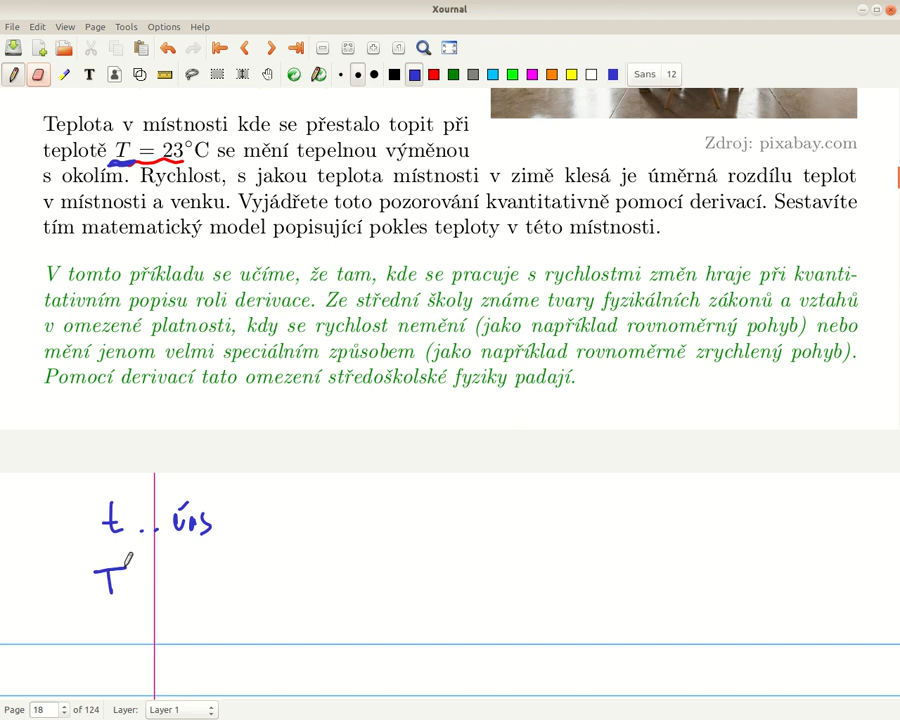 Xournal
File Edit View Page Tools Options Help
T Sans 12
Teplota v místnosti kde se přestalo topit při
teplotě T = 23°C se mění tepelnou výměnou
Zdroj: pixabay.com
s okolím. Rychlost, s jakou teplota místnosti v zimě klesá je úměrná rozdílu teplot
v místnosti a venku. Vyjádřete toto pozorování kvantitativně pomocí derivací. Sestavíte
tím matematický model popisující pokles teploty v této místnosti.
V tomto příkladu se učíme, že tam, kde se pracuje s rychlostmi změn hraje při kvanti-
tativním popisu roli derivace. Ze střední školy známe tvary fyzikálních zákonů a vztahů
v omezené platnosti, kdy se rychlost nemění (jako například rovnoměrný pohyb) nebo
mění jenom velmi speciálním způsobem (jako například rovnoměrně zrychlený pohyb).
Pomocí derivací tato omezení středoškolské fyziky padají.
t ..
T
Page 18 of 124 Layer: Layer 1